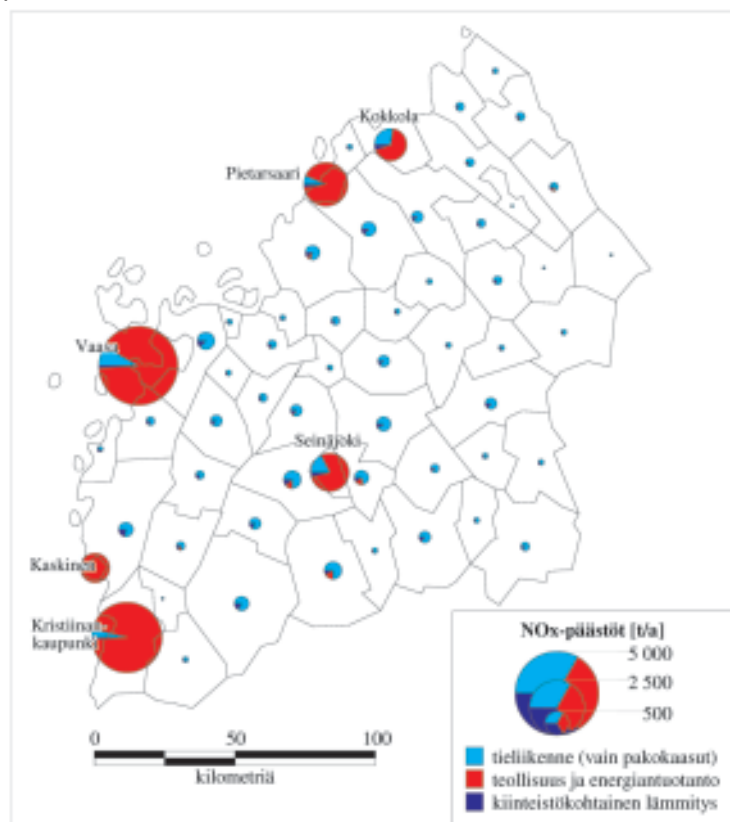 Kokkola
Pietarsaari
Vaasa
Seinäjoki
Kaskinen
Kristiinan-
kaupunki
NOx-päästöt [t/a]
5 000
2 500
500
tieliikenne (vain pakokaasut)
teollisuus ja energiantuotanto
kiinteistökohtainen lämmitys
0 50 100
kilometriä